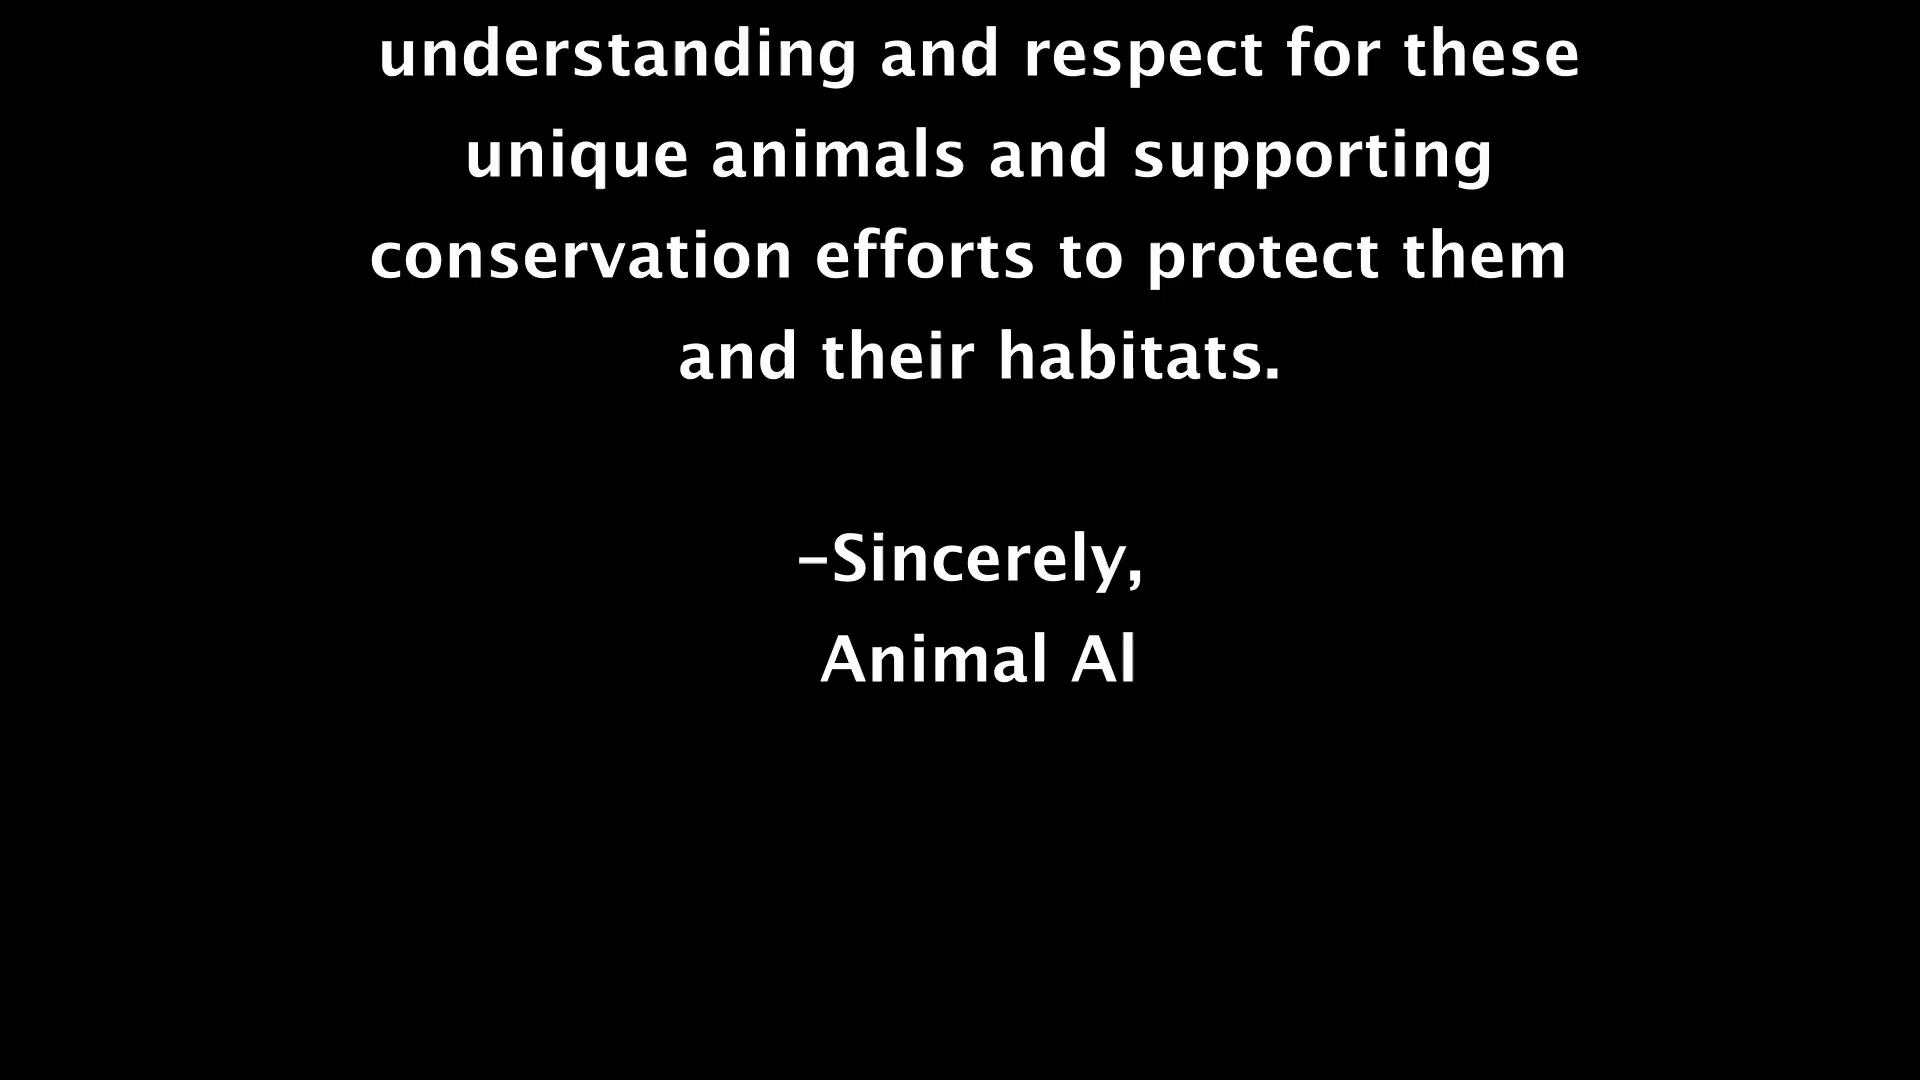 understanding and respect for these
unique animals and supporting
conservation efforts to protect them
and their habitats.
–Sincerely,
Animal Al